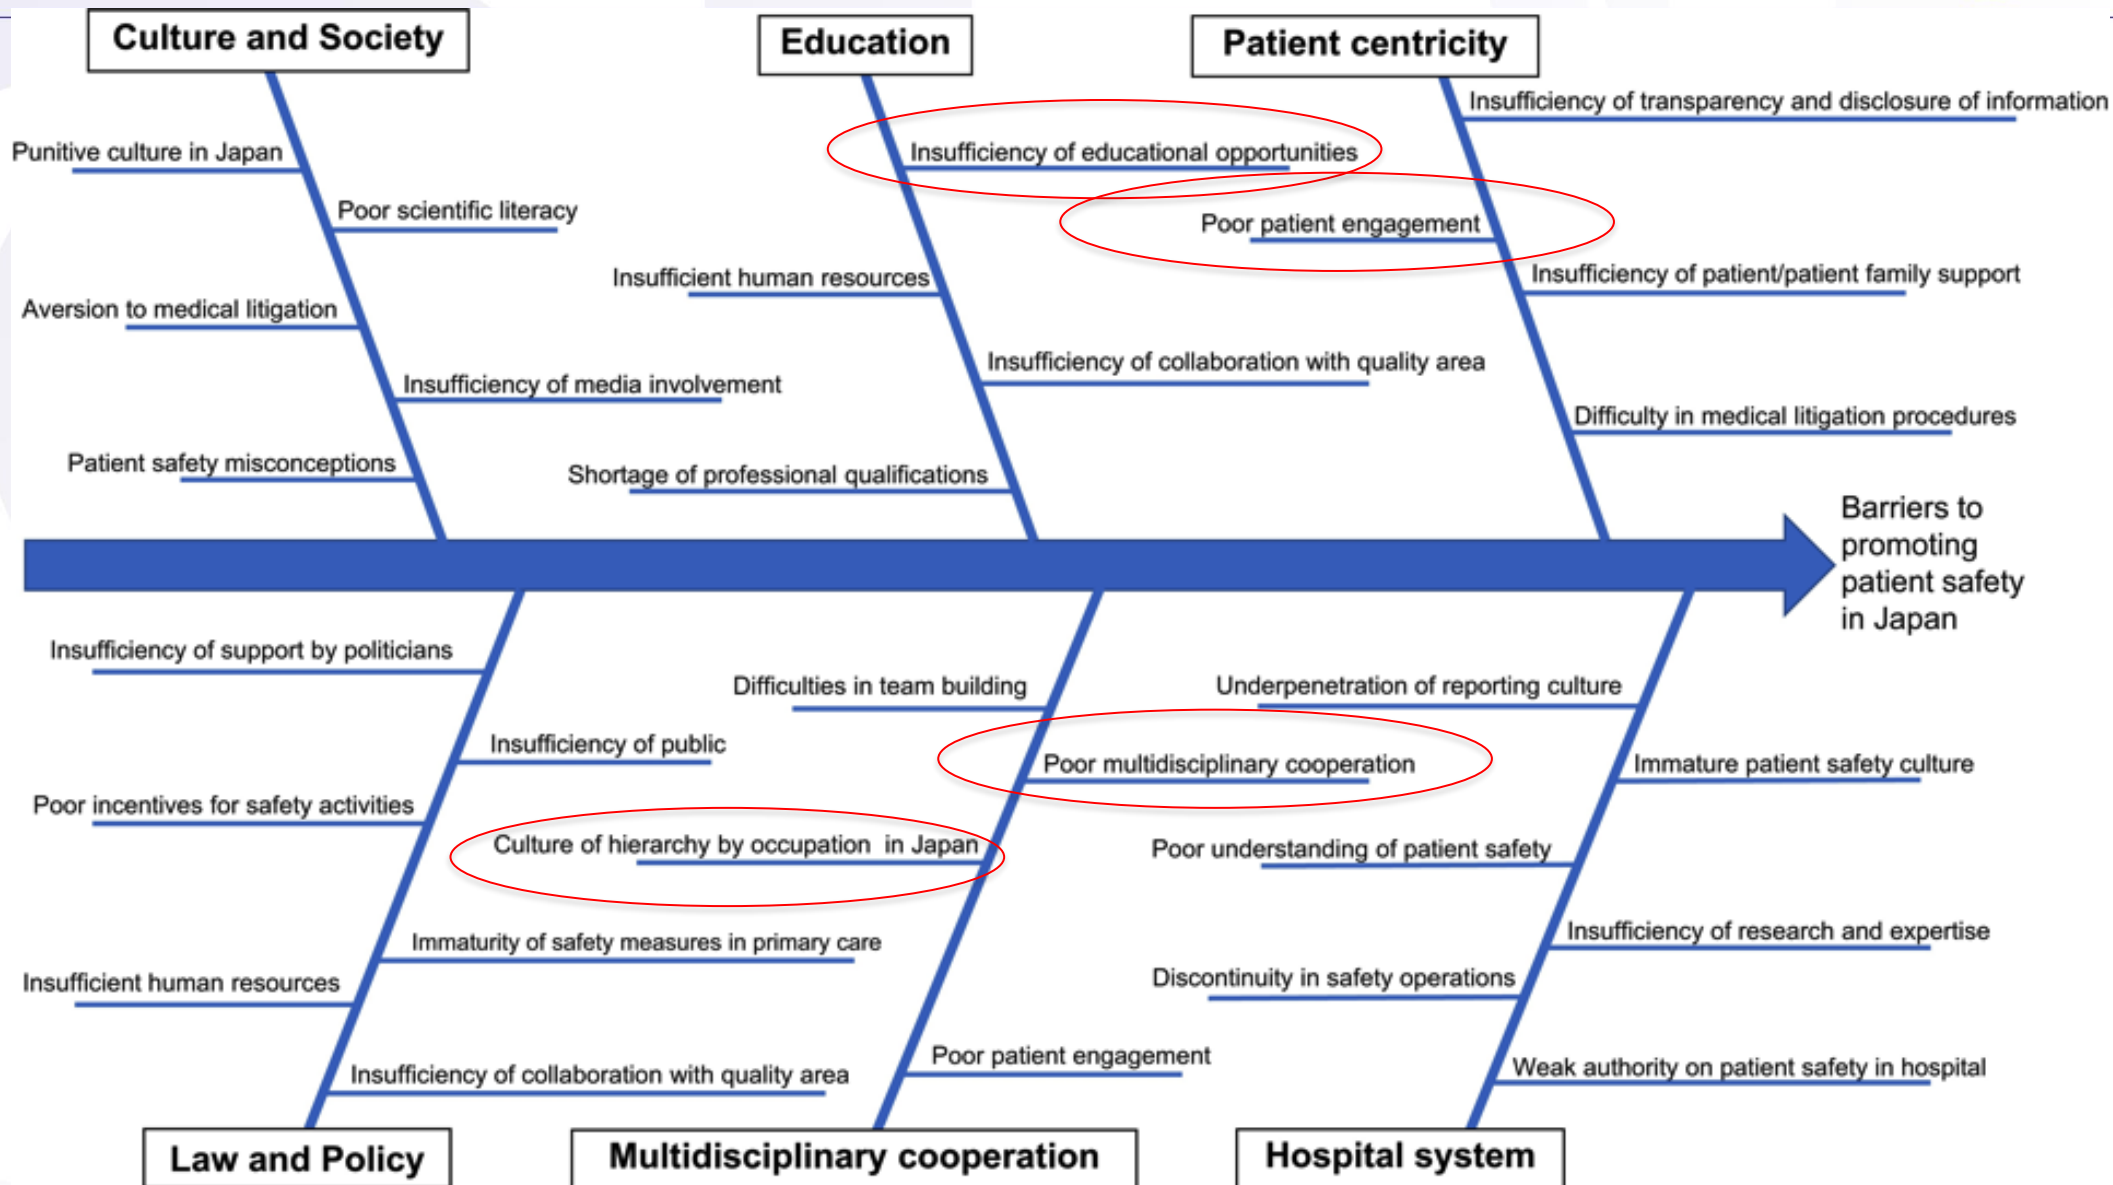 Culture and Society
Education
Patient centricity
Insufficiency of transparency and disclosure of information
Punitive culture in Japan
Insufficiency of educational opportunities
Poor scientific literacy
Poor patient engagement
Insufficient human resources
Insufficiency of patient/patient family support
Aversion to medical litigation
Insufficiency of collaboration with quality area
Insufficiency of media involvement
Difficulty in medical litigation procedures
Patient safety misconceptions
Shortage of professional qualifications
Barriers to
promoting
patient safety
in Japan
Insufficiency of support by politicians
Difficulties in team building
Underpenetration of reporting culture
Insufficiency of public
Poor multidisciplinary cooperation
Immature patient safety culture
Poor incentives for safety activities
Culture of hierarchy by occupation in Japan
Poor understanding of patient safety
Immaturity of safety measures in primary care
Insufficiency of research and expertise
Insufficient human resources
Discontinuity in safety operations
Poor patient engagement
Insufficiency of collaboration with quality area
Weak authority on patient safety in hospital
Law and Policy
Multidisciplinary cooperation
Hospital system